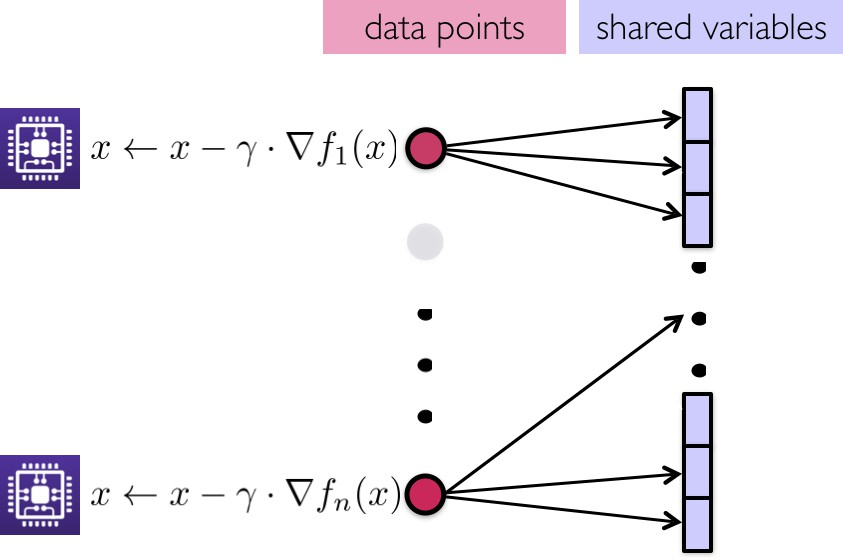 data points shared variables
x ← x − γ · ∇f₁(x)
x ← x − γ · ∇fₙ(x)